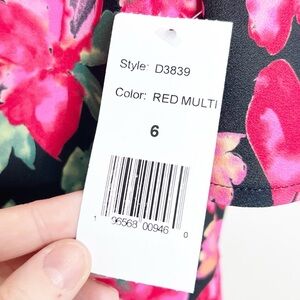 Style: D3839
Color: RED MULTI
6
1 96568 00946 0